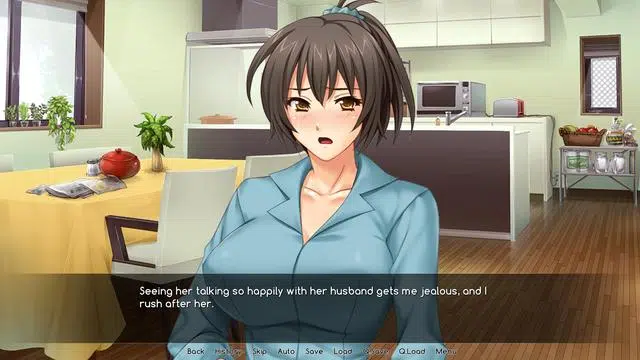 Seeing her talking so happily with her husband gets me jealous, and I
rush after her.
Back History Skip Auto Save Load Q.Save Q.Load Menu